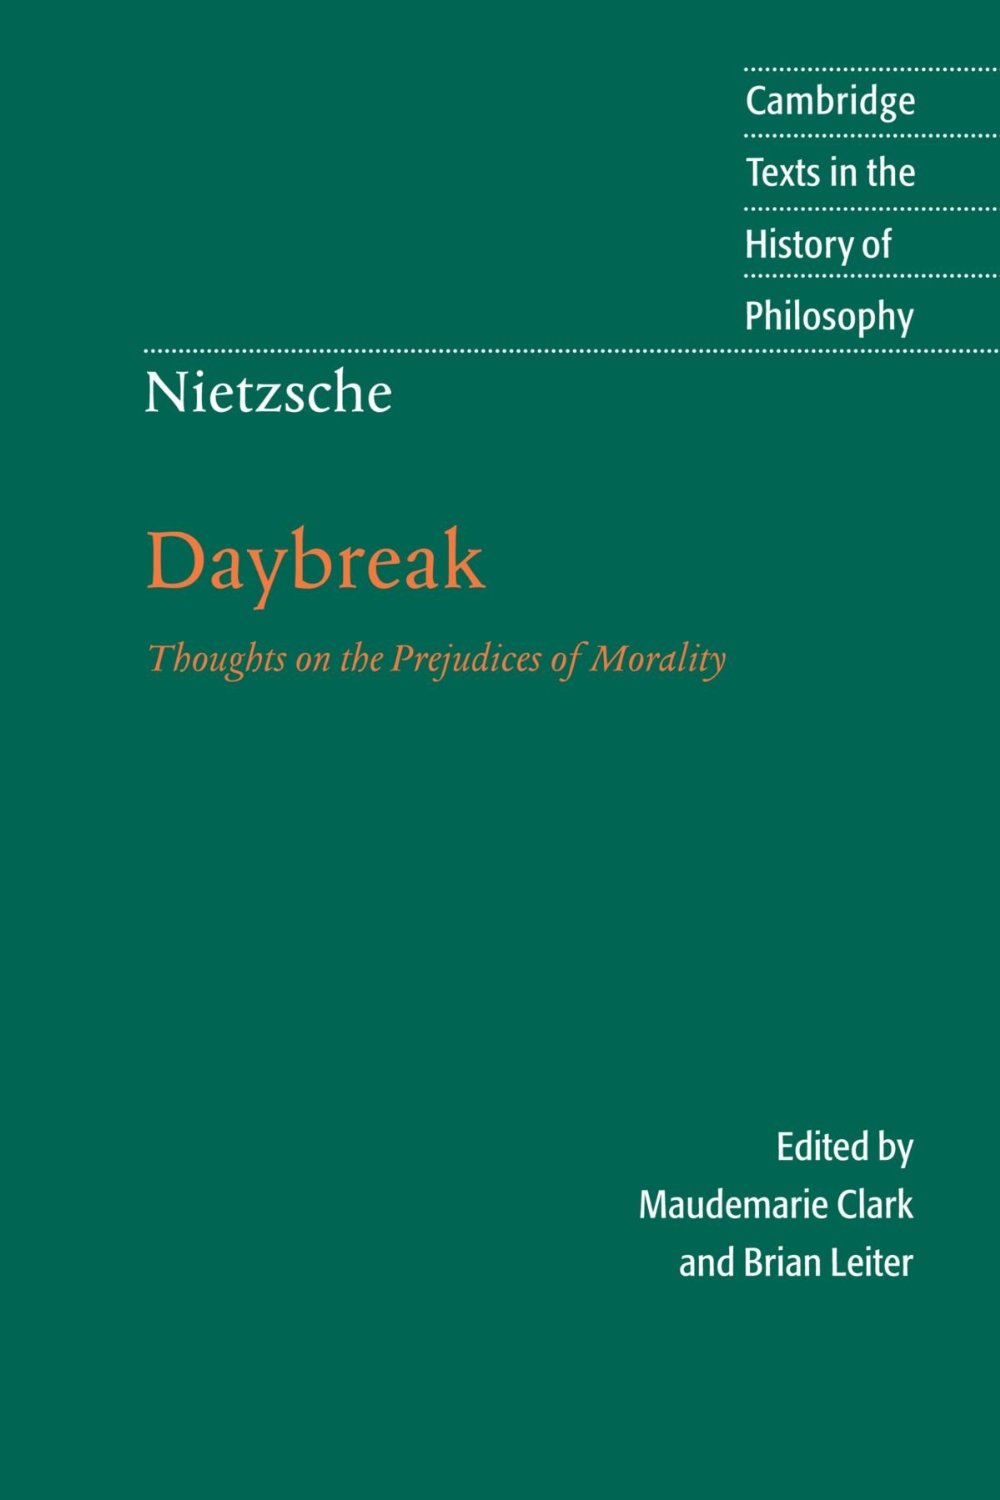 Cambridge
Texts in the
History of
Philosophy
Nietzsche
Daybreak
Thoughts on the Prejudices of Morality
Edited by
Maudemarie Clark
and Brian Leiter